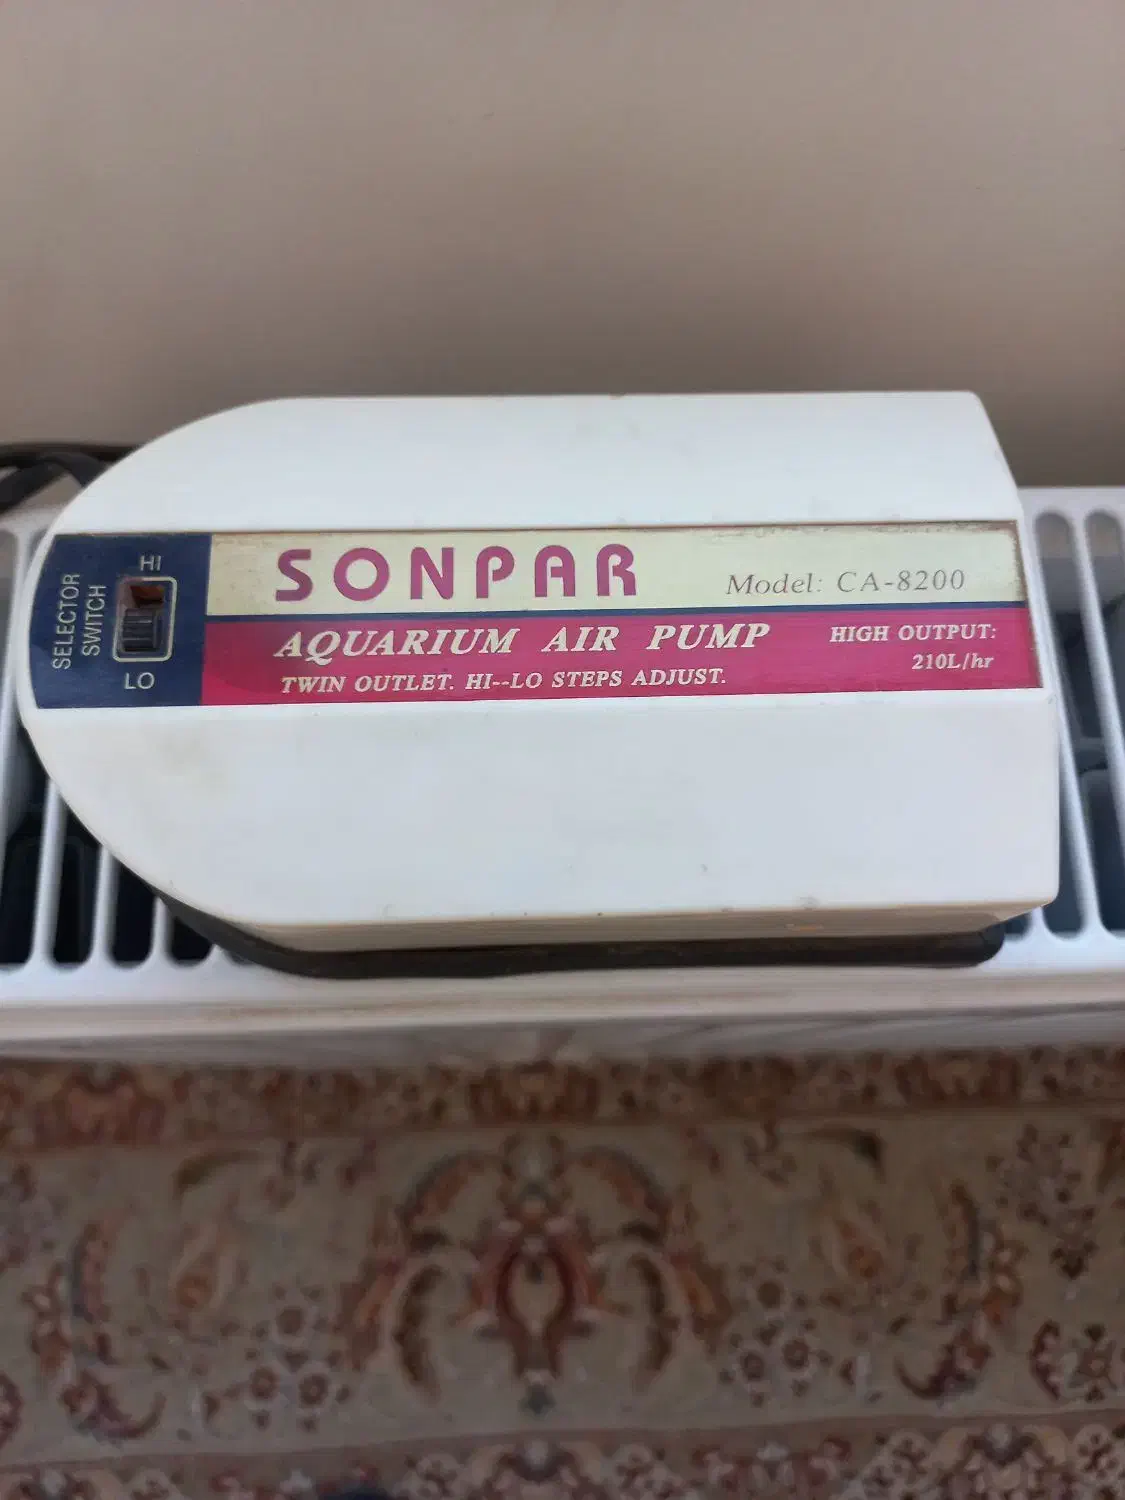 SELECTOR
SWITCH
HI
LO
SONPAR
Model: CA-8200
AQUARIUM AIR PUMP
TWIN OUTLET. HI--LO STEPS ADJUST.
HIGH OUTPUT:
210L/hr